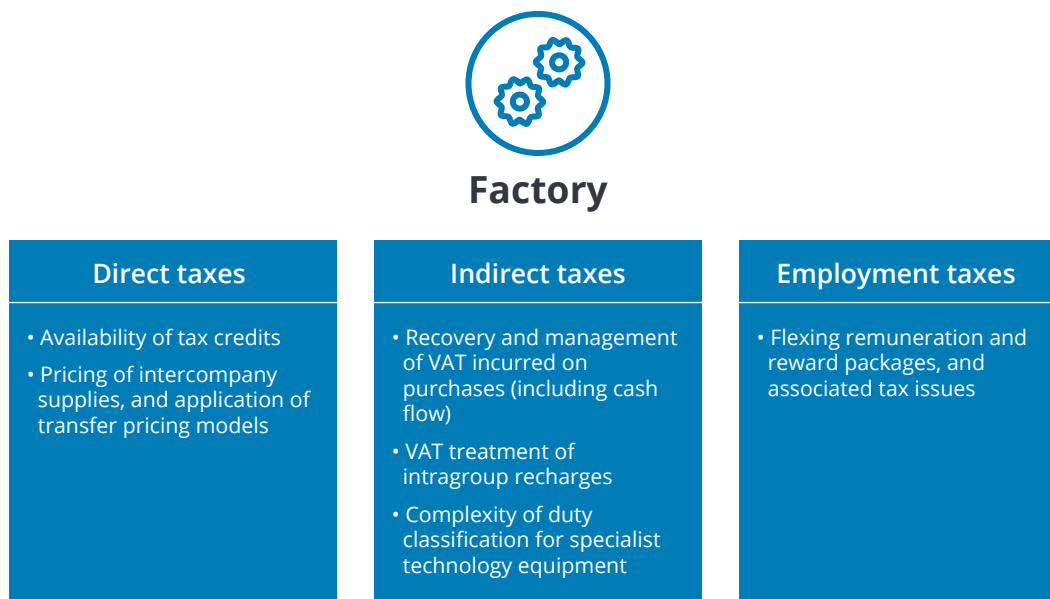 Factory
Direct taxes
• Availability of tax credits
• Pricing of intercompany
supplies, and application of
transfer pricing models
Indirect taxes
• Recovery and management
of VAT incurred on
purchases (including cash
flow)
• VAT treatment of
intragroup recharges
• Complexity of duty
classification for specialist
technology equipment
Employment taxes
• Flexing remuneration and
reward packages, and
associated tax issues